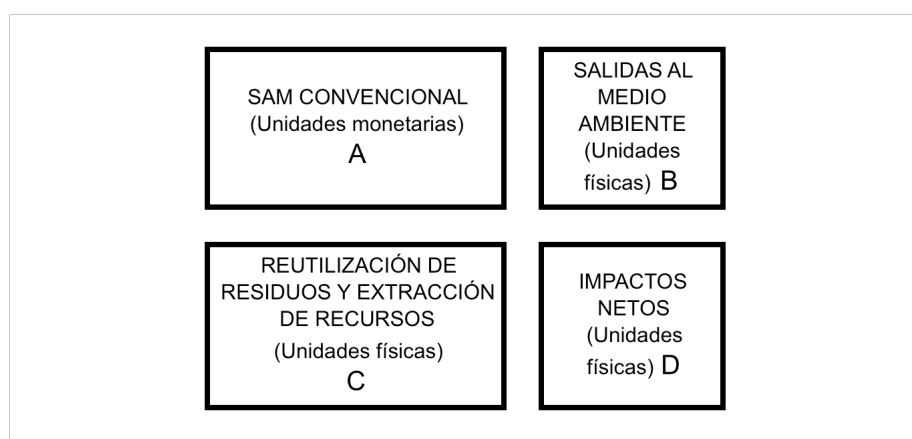 SAM CONVENCIONAL
(Unidades monetarias)
A
SALIDAS AL
MEDIO
AMBIENTE
(Unidades
físicas) B
REUTILIZACIÓN DE
RESIDUOS Y EXTRACCIÓN
DE RECURSOS
(Unidades físicas)
C
IMPACTOS
NETOS
(Unidades
físicas) D